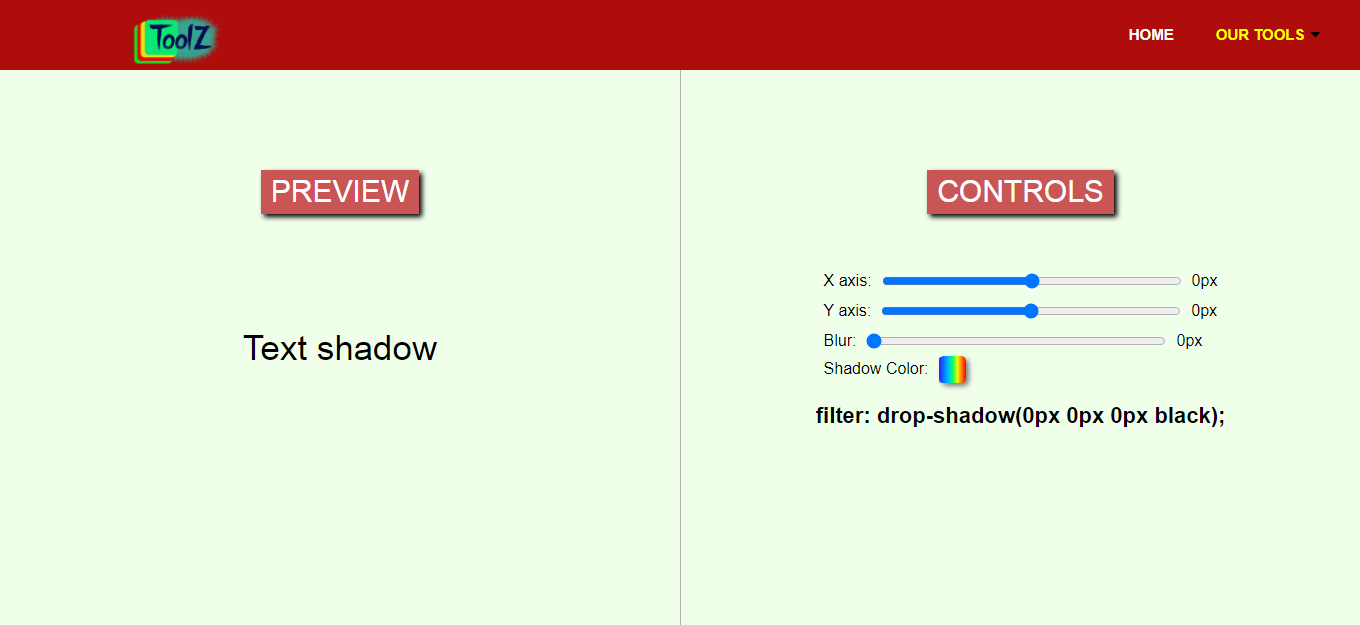 ToolZ
HOME
OUR TOOLS
PREVIEW
Text shadow
CONTROLS
X axis: 0px
Y axis: 0px
Blur: 0px
Shadow Color:
filter: drop-shadow(0px 0px 0px black);